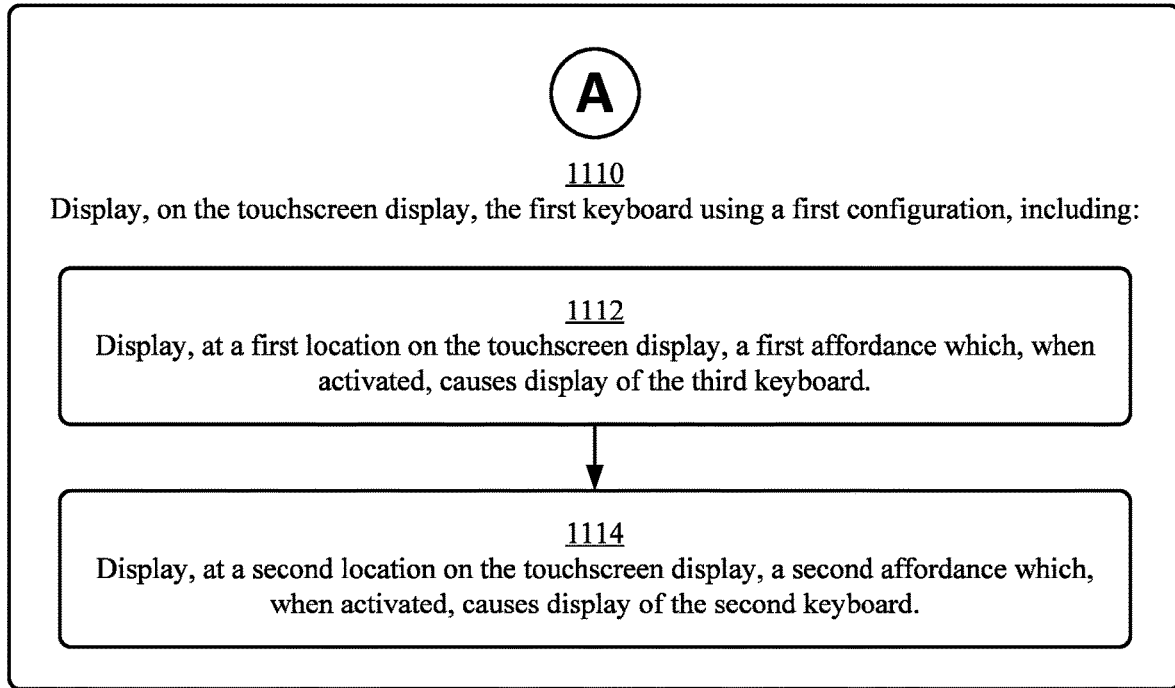 A
1110
Display, on the touchscreen display, the first keyboard using a first configuration, including:
1112
Display, at a first location on the touchscreen display, a first affordance which, when
activated, causes display of the third keyboard.
1114
Display, at a second location on the touchscreen display, a second affordance which,
when activated, causes display of the second keyboard.